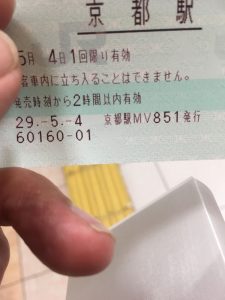 京都駅
5月 4日1回限り有効
客車内に立ち入ることはできません。
発売時刻から2時間以内有効
29.-5.-4 京都駅MV851発行
60160-01